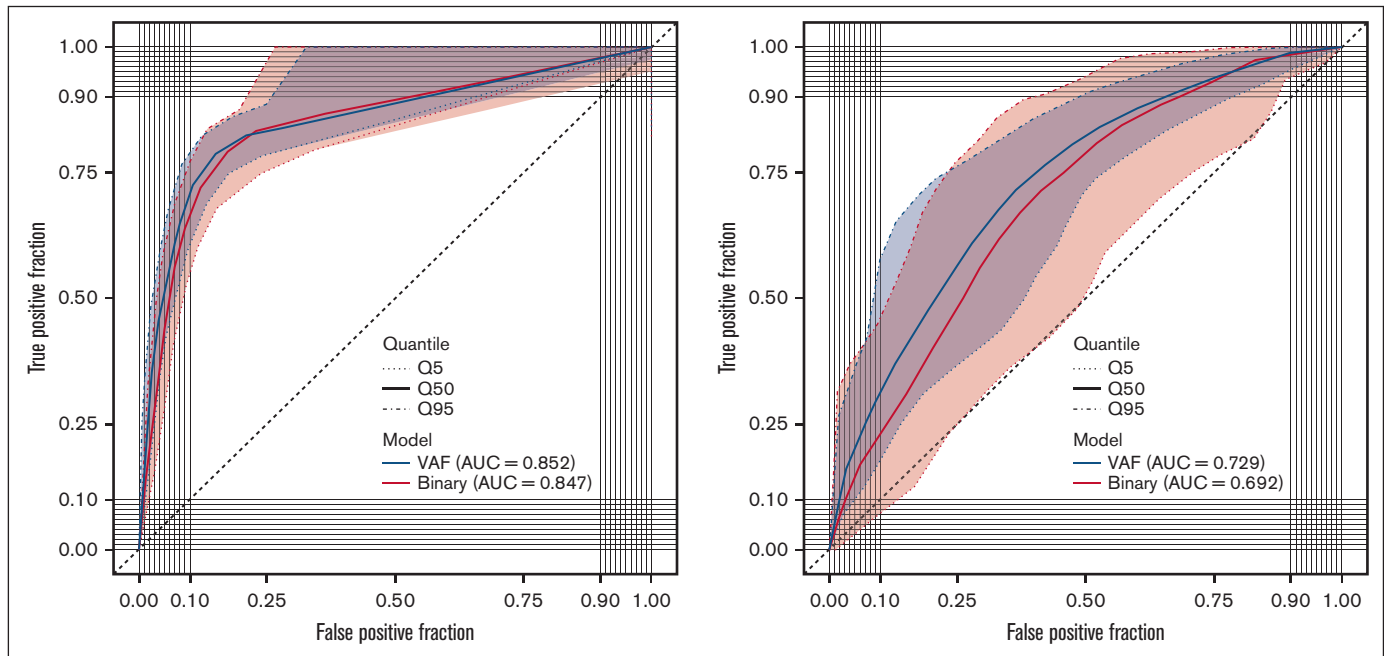 True positive fraction
1.00
0.90
0.75
0.50
0.25
0.10
0.00
Quantile
Q5
Q50
Q95
Model
VAF (AUC = 0.852)
Binary (AUC = 0.847)
0.00 0.10 0.25 0.50 0.75 0.90 1.00
False positive fraction
True positive fraction
1.00
0.90
0.75
0.50
0.25
0.10
0.00
Quantile
Q5
Q50
Q95
Model
VAF (AUC = 0.729)
Binary (AUC = 0.692)
0.00 0.10 0.25 0.50 0.75 0.90 1.00
False positive fraction